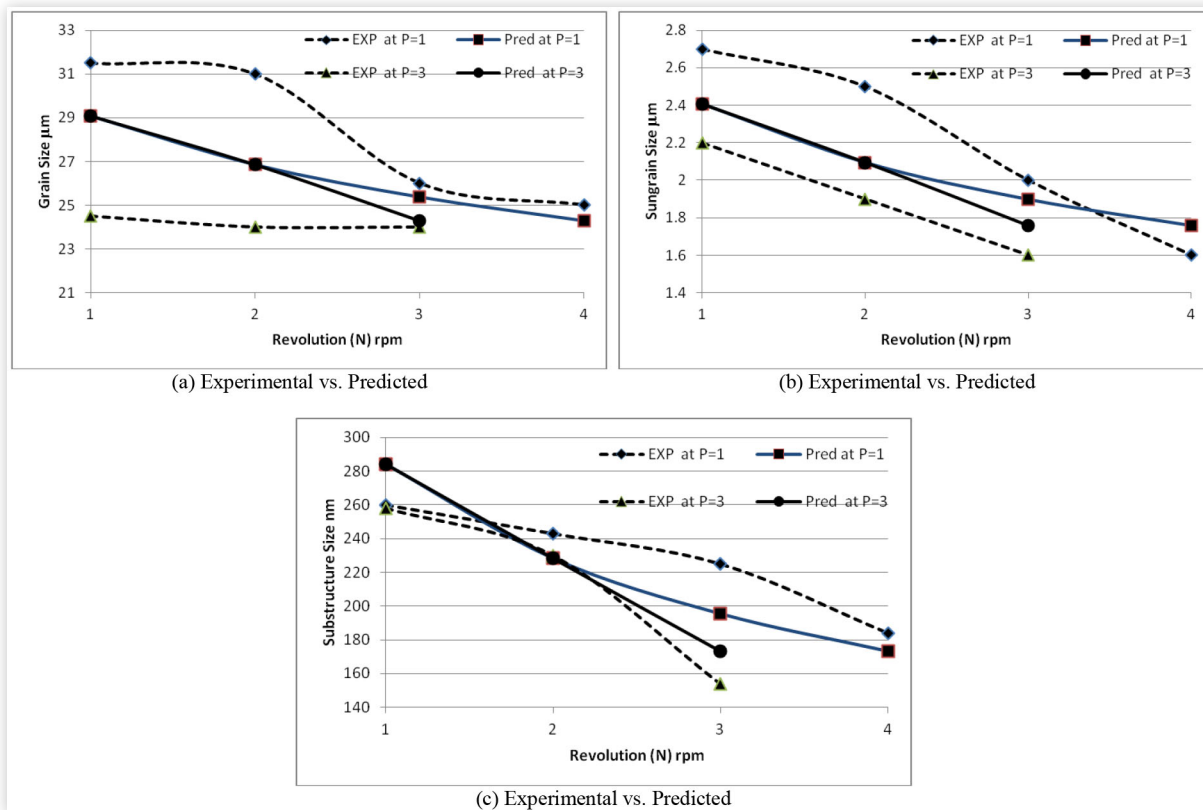 EXP at P=1 Pred at P=1
EXP at P=3 Pred at P=3
33
31
29
27
25
23
21
Grain Size µm
1 2 3 4
Revolution (N) rpm
(a) Experimental vs. Predicted
EXP at P=1 Pred at P=1
EXP at P=3 Pred at P=3
2.8
2.6
2.4
2.2
2
1.8
1.6
1.4
Sungrain Size µm
1 2 3 4
Revolution (N) rpm
(b) Experimental vs. Predicted
EXP at P=1 Pred at P=1
EXP at P=3 Pred at P=3
300
280
260
240
220
200
180
160
140
Substructure Size nm
1 2 3 4
Revolution (N) rpm
(c) Experimental vs. Predicted